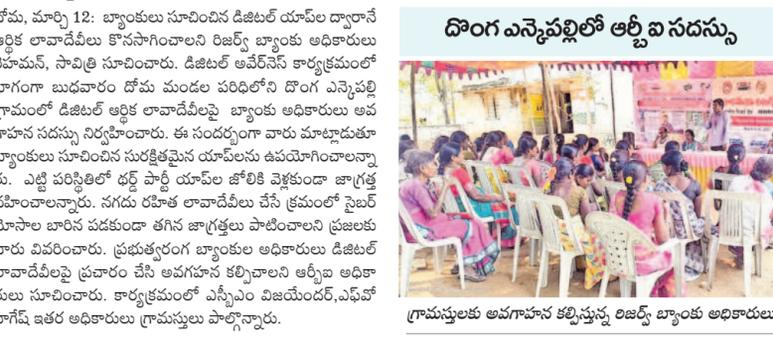 దొంగ ఎన్కెపల్లిలో ఆర్బీఐ సదస్సు
దోమ, మార్చి 12: బ్యాంకులు సూచించిన డిజిటల్ యాప్‌ల ద్వారానే
ఆర్థిక లావాదేవీలు కొనసాగించాలని రిజర్వ్ బ్యాంకు అధికారులు
రెహమన్, సావిత్రి సూచించారు. డిజిటల్ అవేర్‌నెస్ కార్యక్రమంలో
భాగంగా బుధవారం దోమ మండల పరిధిలోని దొంగ ఎన్కెపల్లి
గ్రామంలో డిజిటల్ ఆర్థిక లావాదేవీలపై బ్యాంకు అధికారులు అవ
గాహన సదస్సు నిర్వహించారు. ఈ సందర్భంగా వారు మాట్లాడుతూ
బ్యాంకులు సూచించిన సురక్షితమైన యాప్‌లను ఉపయోగించాలన్నా
రు. ఎట్టి పరిస్థితిలో థర్డ్ పార్టీ యాప్‌ల జోలికి వెళ్లకుండా జాగ్రత్త
వహించాలన్నారు. నగదు రహిత లావాదేవీలు చేసే క్రమంలో సైబర్
మోసాల బారిన పడకుండా తగిన జాగ్రత్తలు పాటించాలని ప్రజలకు
వారు వివరించారు. ప్రభుత్వరంగ బ్యాంకుల అధికారులు డిజిటల్
లావాదేవీలపై ప్రచారం చేసి అవగహన కల్పిచాలని ఆర్బీఐ అధికా
రులు సూచించారు. కార్యక్రమంలో ఎస్బీఎం విజయేందర్,ఎఫ్‌వో
నాగేష్ ఇతర అధికారులు గ్రామస్తులు పాల్గొన్నారు.
గ్రామస్తులకు అవగాహన కల్పిస్తున్న రిజర్వ్ బ్యాంకు అధికారులు